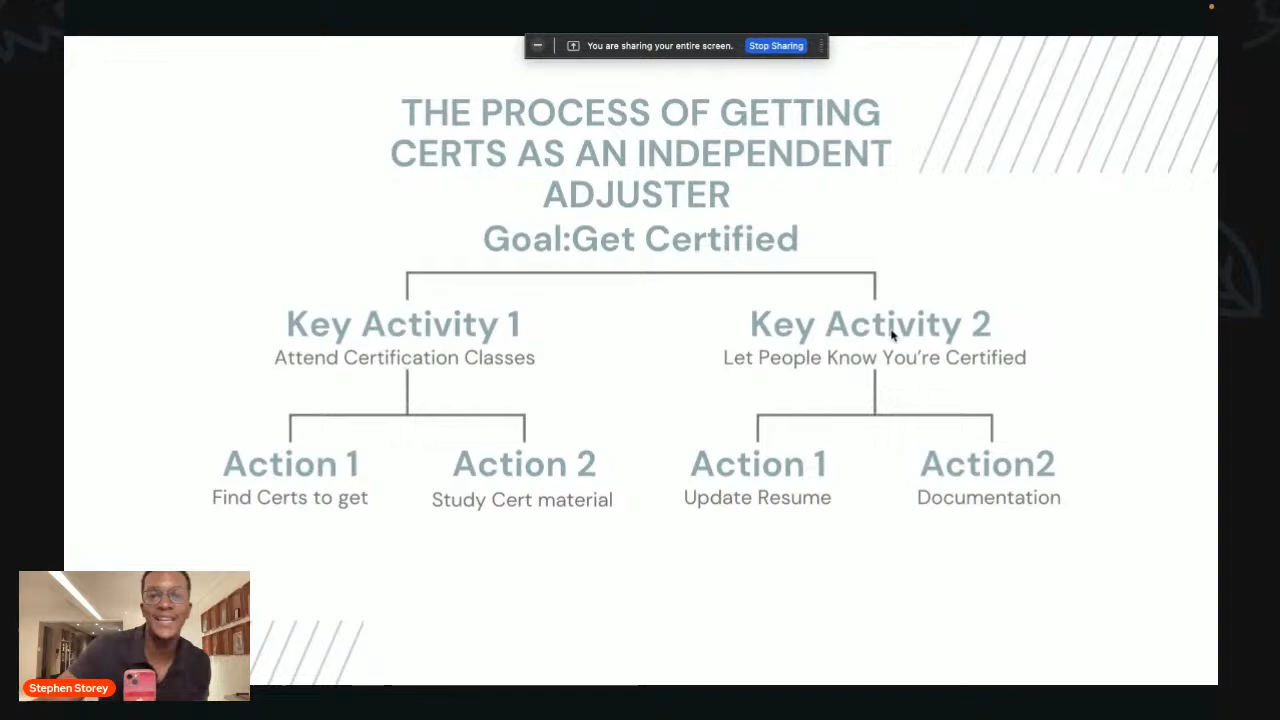 You are sharing your entire screen. Stop Sharing
THE PROCESS OF GETTING
CERTS AS AN INDEPENDENT
ADJUSTER
Goal:Get Certified
Key Activity 1
Attend Certification Classes
Key Activity 2
Let People Know You're Certified
Action 1
Find Certs to get
Action 2
Study Cert material
Action 1
Update Resume
Action2
Documentation
Stephen Storey